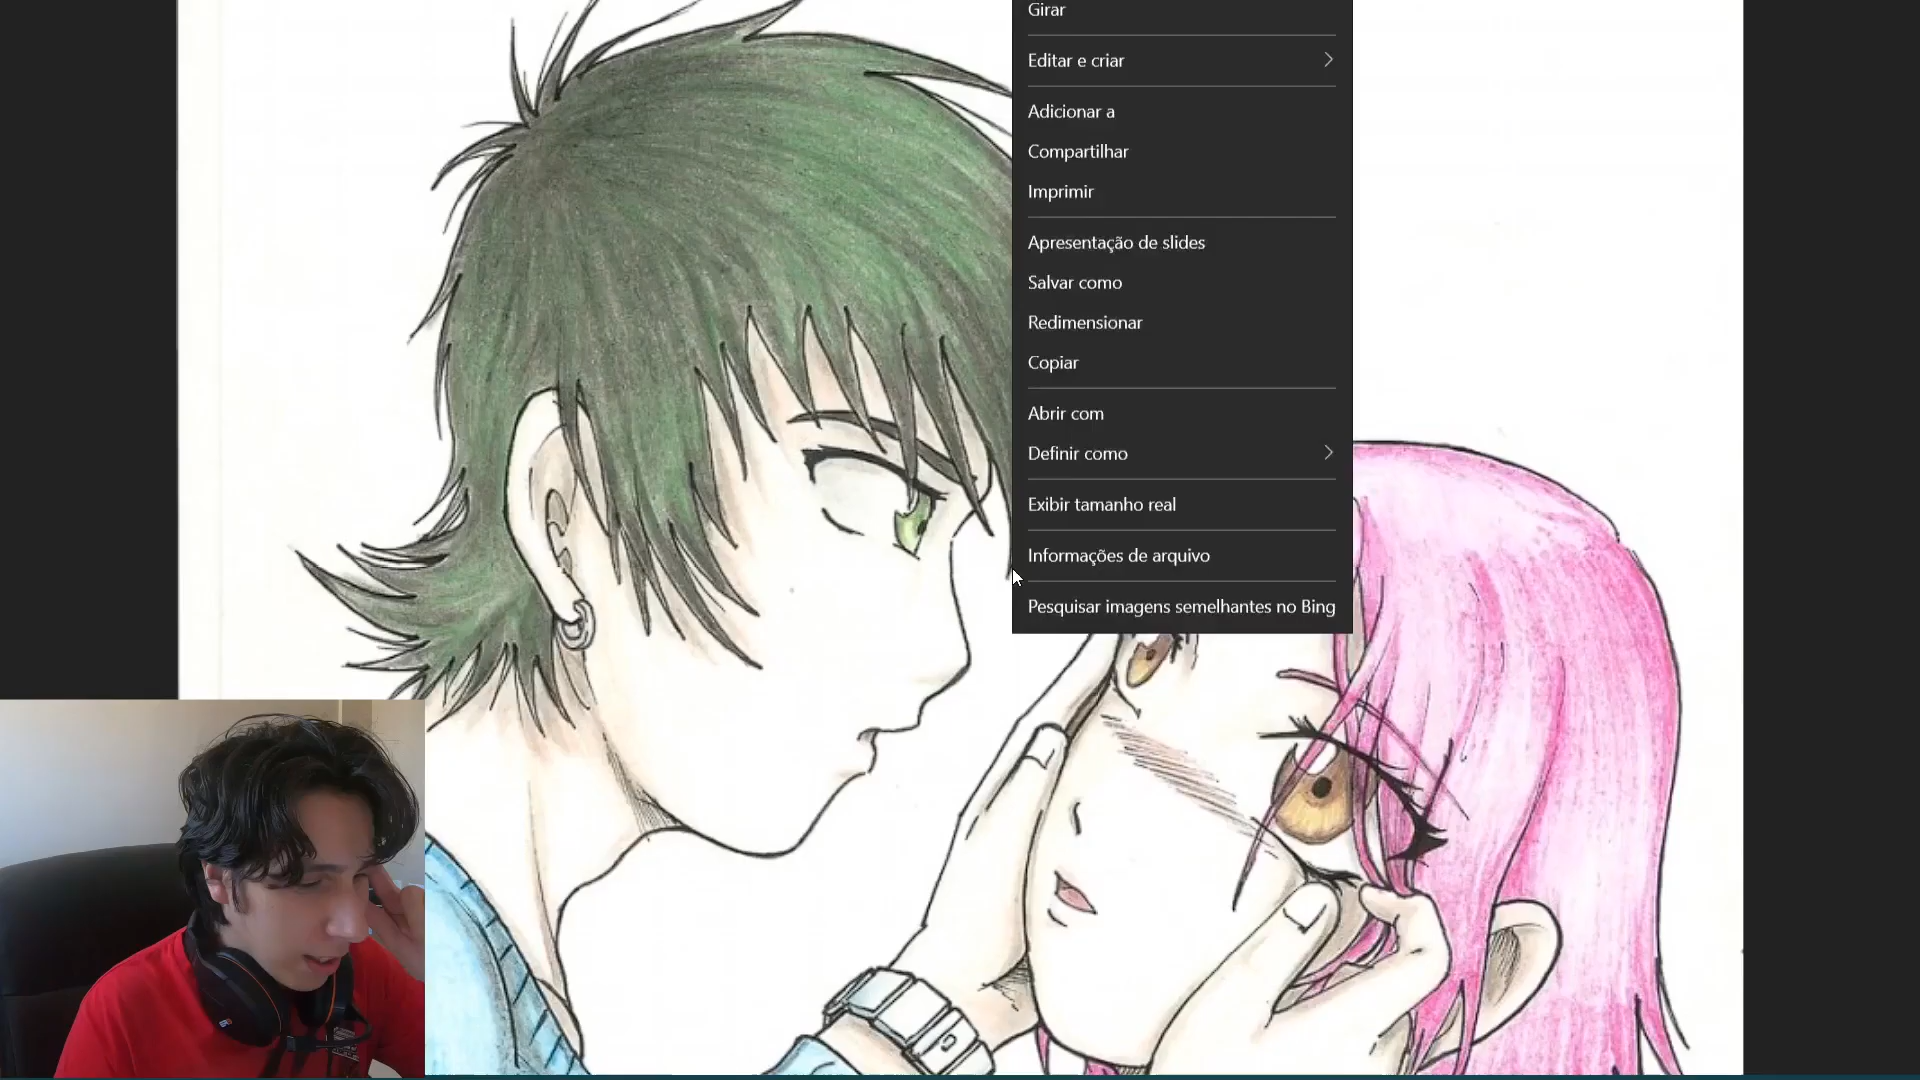 Girar
Editar e criar
Adicionar a
Compartilhar
Imprimir
Apresentação de slides
Salvar como
Redimensionar
Copiar
Abrir com
Definir como
Exibir tamanho real
Informações de arquivo
Pesquisar imagens semelhantes no Bing